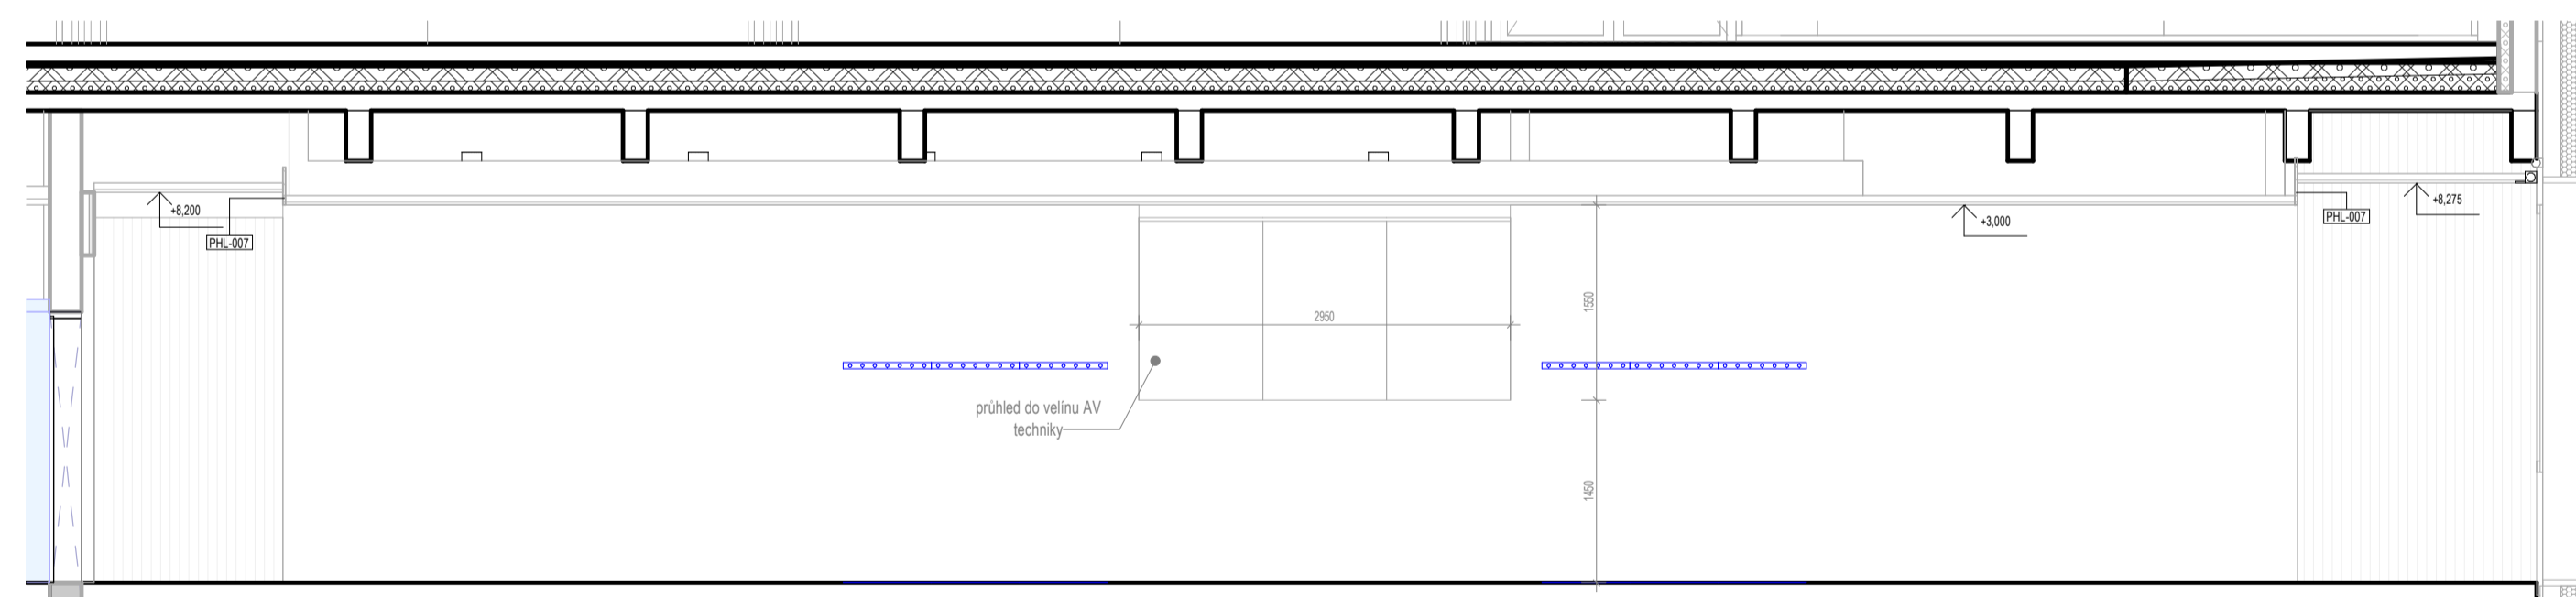 +8,200
PHL-007
+3,000
PHL-007
+8,275
2950
1550
průhled do velínu AV
techniky
1450